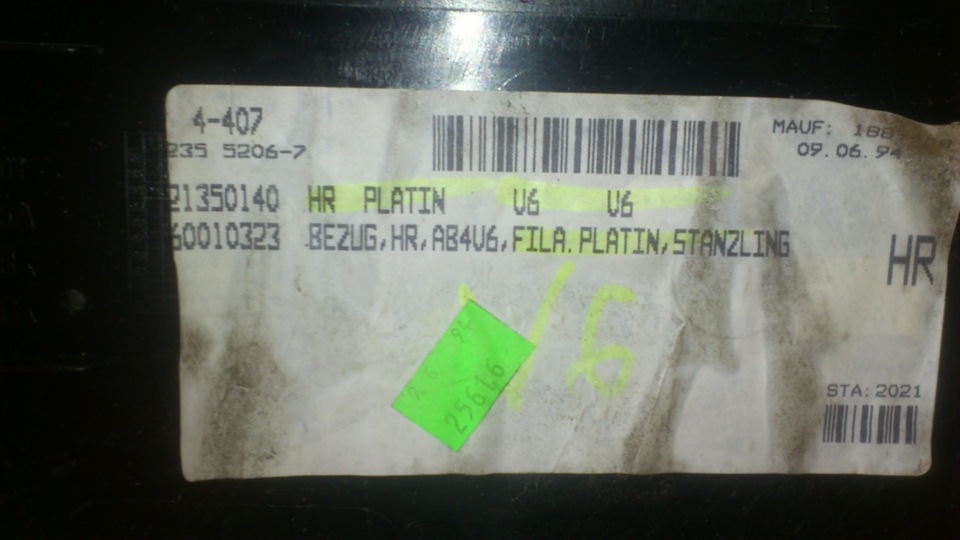 4-407
235 5206-7
MAUF: 188
09.06.94
21350140 HR PLATIN V6 V6
60010323 BEZUG,HR,AB4V6,FILA.PLATIN,STANZLING
HR
V6
25616
STA:2021